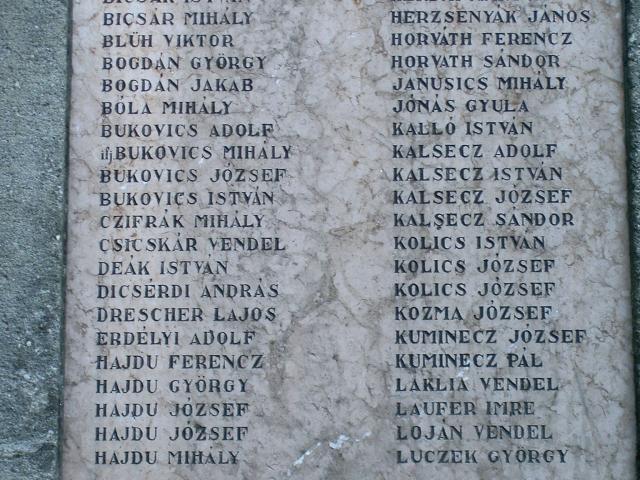 BICSÁR MIHÁLY
BLÜH VIKTOR
BOGDÁN GYÖRGY
BOGDÁN JAKAB
BÓLA MIHÁLY
BUKOVICS ADOLF
ifj BUKOVICS MIHÁLY
BUKOVICS JÓZSEF
BUKOVICS ISTVÁN
CZIFRÁK MIHÁLY
CSICSKÁR VENDEL
DEÁK ISTVÁN
DICSÉRDI ANDRÁS
DRESCHER LAJOS
ERDÉLYI ADOLF
HAJDU FERENCZ
HAJDU GYÖRGY
HAJDU JÓZSEF
HAJDU JÓZSEF
HAJDU MIHÁLY
HERZSENYÁK JÁNOS
HORVÁTH FERENCZ
HORVÁTH SÁNDOR
JANUSICS MIHÁLY
JÓNÁS GYULA
KALLÓ ISTVÁN
KALSECZ ADOLF
KALSECZ ISTVÁN
KALSECZ JÓZSEF
KALSECZ SÁNDOR
KOLICS ISTVÁN
KOLICS JÓZSEF
KOLICS JÓZSEF
KOZMA JÓZSEF
KUMINECZ JÓZSEF
KUMINECZ PÁL
LAKLIA VENDEL
LAUFER IMRE
LOJÁN VENDEL
LUCZEK GYÖRGY